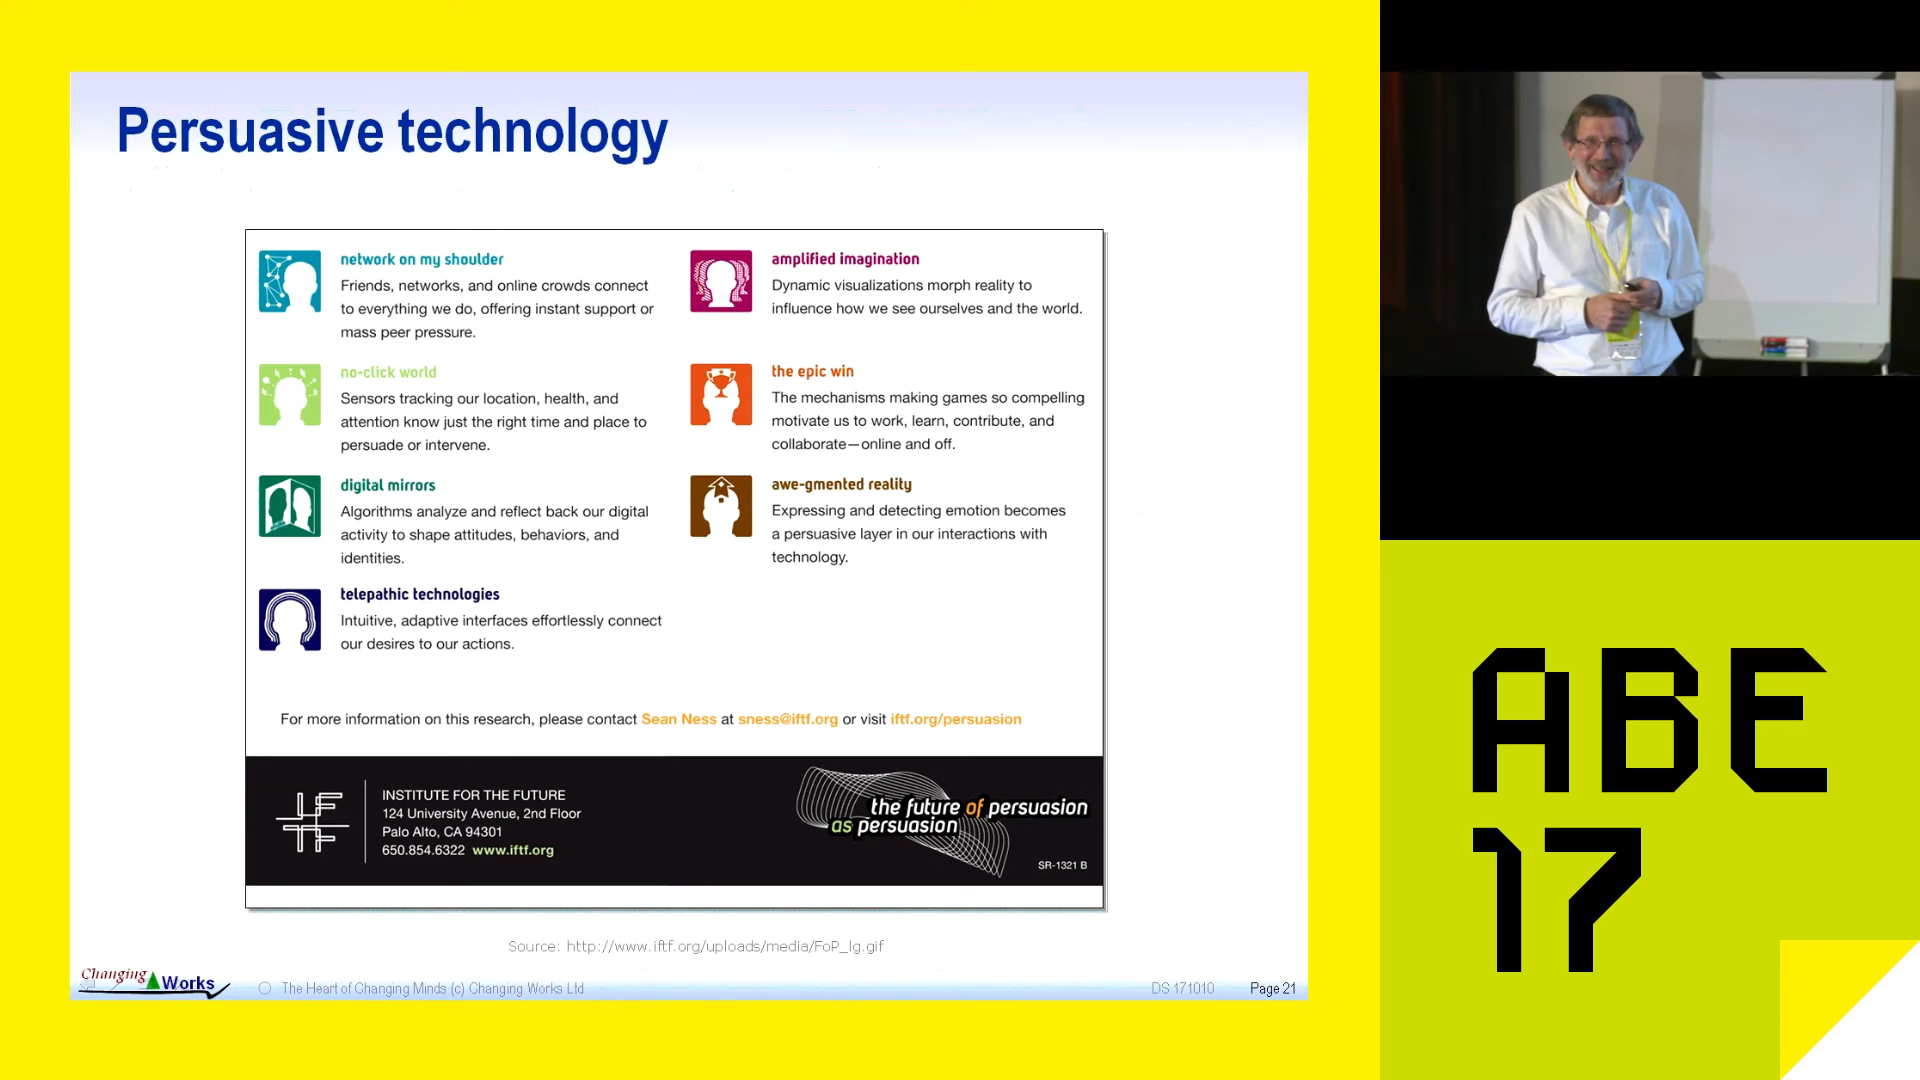 Persuasive technology
network on my shoulder
Friends, networks, and online crowds connect
to everything we do, offering instant support or
mass peer pressure.
no-click world
Sensors tracking our location, health, and
attention know just the right time and place to
persuade or intervene.
digital mirrors
Algorithms analyze and reflect back our digital
activity to shape attitudes, behaviors, and
identities.
telepathic technologies
Intuitive, adaptive interfaces effortlessly connect
our desires to our actions.
amplified imagination
Dynamic visualizations morph reality to
influence how we see ourselves and the world.
the epic win
The mechanisms making games so compelling
motivate us to work, learn, contribute, and
collaborate—online and off.
awe-gmented reality
Expressing and detecting emotion becomes
a persuasive layer in our interactions with
technology.
For more information on this research, please contact Sean Ness at sness@iftf.org or visit iftf.org/persuasion
INSTITUTE FOR THE FUTURE
124 University Avenue, 2nd Floor
Palo Alto, CA 94301
650.854.6322 www.iftf.org
the future of persuasion
as persuasion
SR-1321 B
Source: http://www.iftf.org/uploads/media/FoP_lg.gif
Changing Works
The Heart of Changing Minds (c) Changing Works Ltd
DS 171010
Page 21
ABE
17